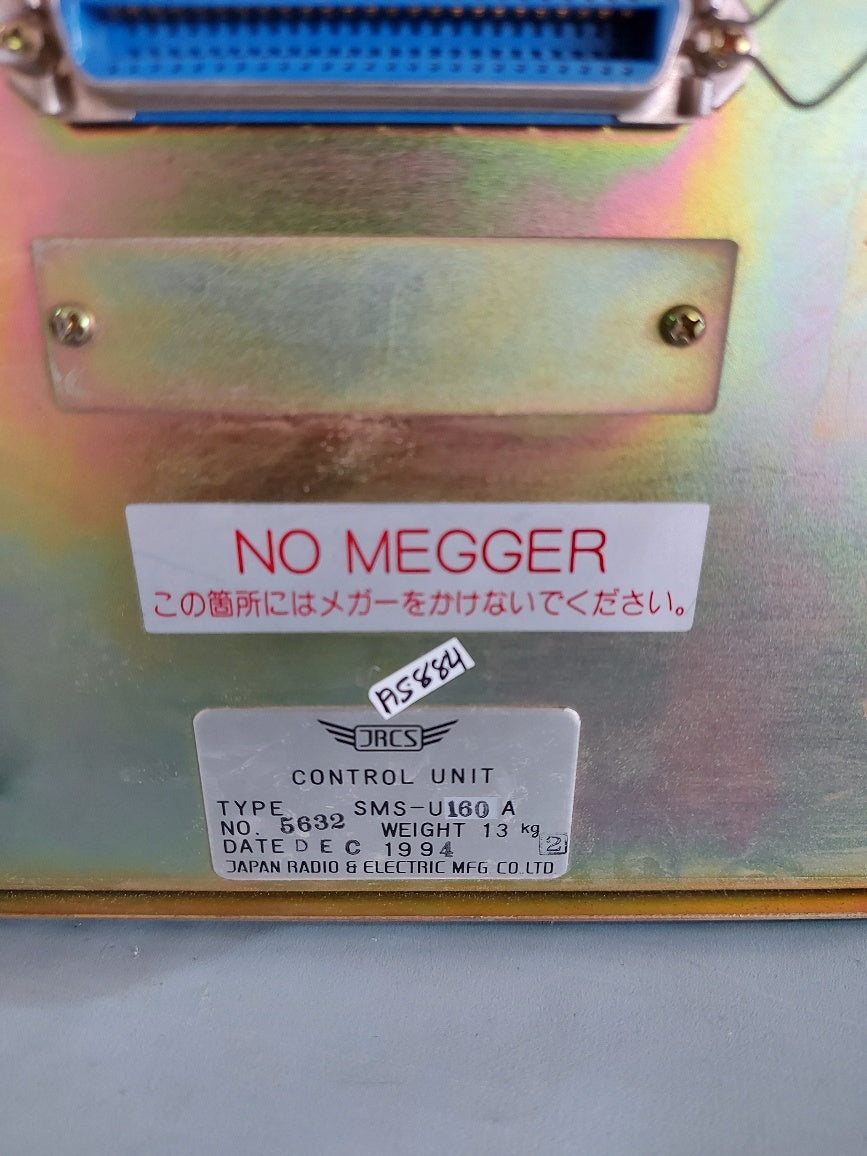 NO MEGGER
この箇所にはメガーをかけないでください。
AS884
JRCS
CONTROL UNIT
TYPE SMS-U160 A
NO. 5632 WEIGHT 13 kg
DATE DEC 1994 2
JAPAN RADIO & ELECTRIC MFG CO.LTD